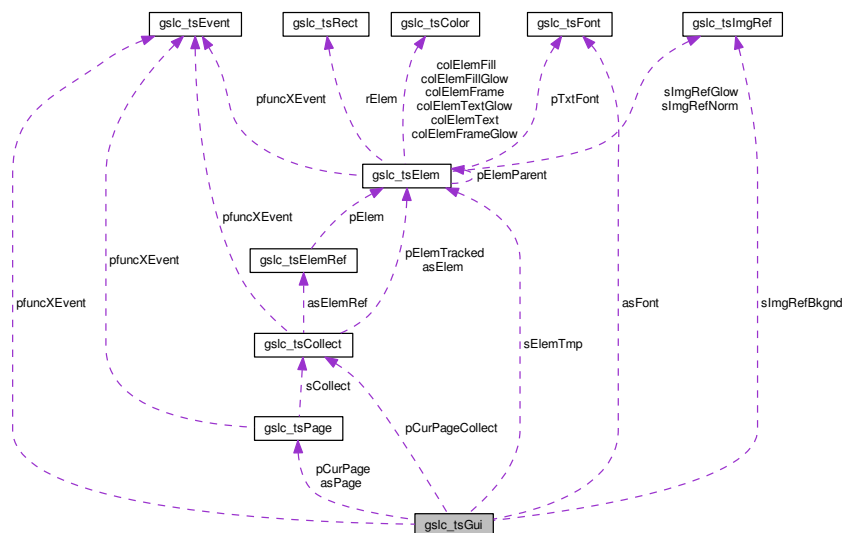 gslc_tsEvent
gslc_tsRect
gslc_tsColor
gslc_tsFont
gslc_tsImgRef
colElemFill
colElemFillGlow
colElemFrame
colElemTextGlow
colElemText
colElemFrameGlow
pfuncXEvent
rElem
pTxtFont
sImgRefGlow
sImgRefNorm
gslc_tsElem
pElemParent
pfuncXEvent
pElem
gslc_tsElemRef
pElemTracked
asElem
pfuncXEvent
pfuncXEvent
asElemRef
asFont
sImgRefBkgnd
gslc_tsCollect
sElemTmp
sCollect
gslc_tsPage
pCurPageCollect
pCurPage
asPage
gslc_tsGui